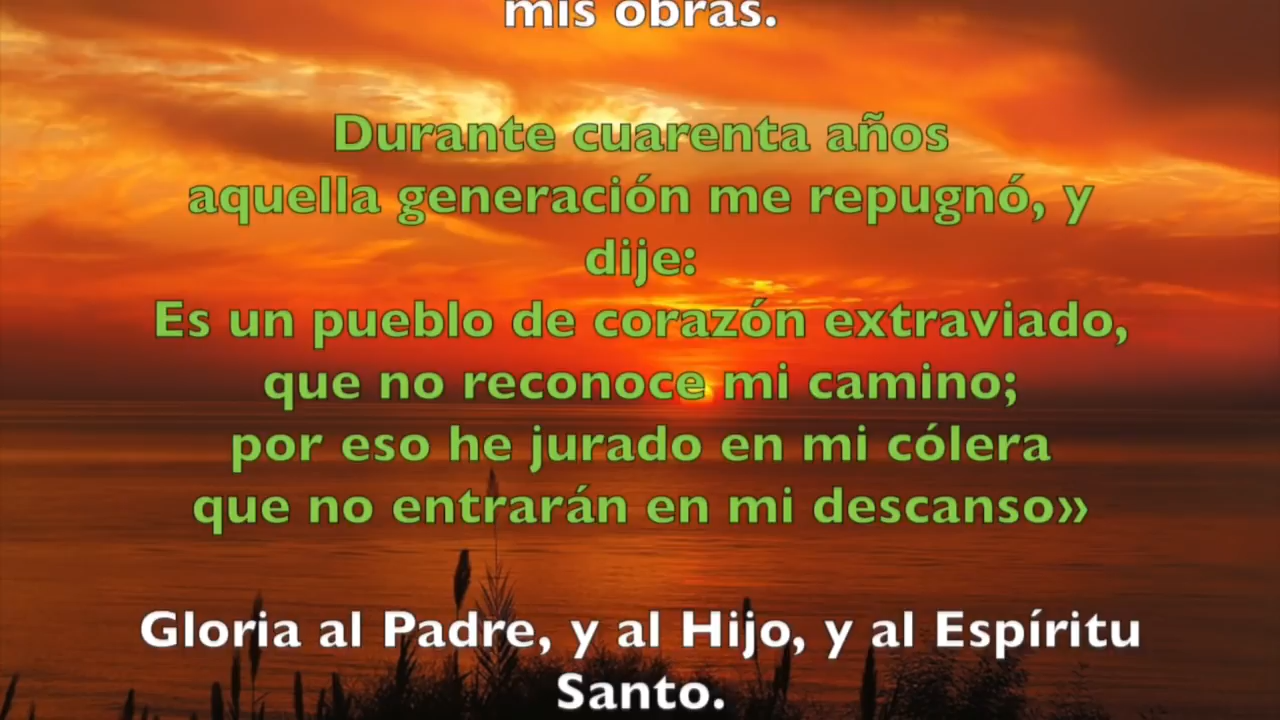 mis obras.
Durante cuarenta años
aquella generación me repugnó, y
dije:
Es un pueblo de corazón extraviado,
que no reconoce mi camino;
por eso he jurado en mi cólera
que no entrarán en mi descanso»
Gloria al Padre, y al Hijo, y al Espíritu
Santo.